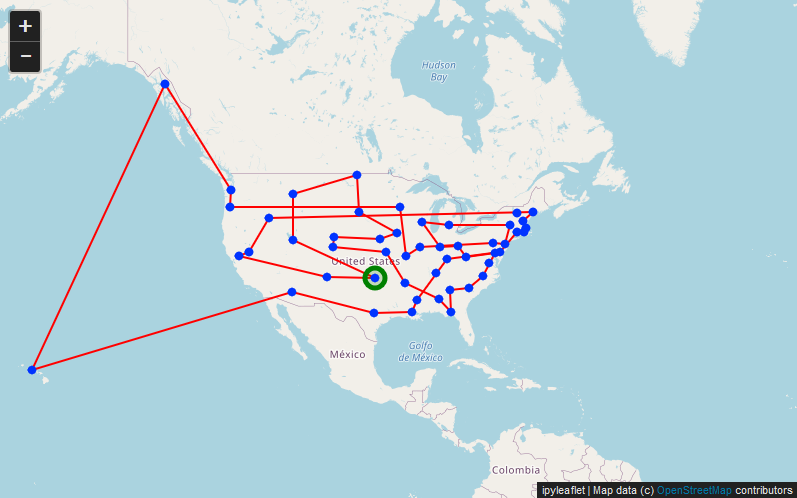 +
−
Hudson
Bay
United States
Golfo
de México
México
Colombia
ipyleaflet | Map data (c) OpenStreetMap contributors